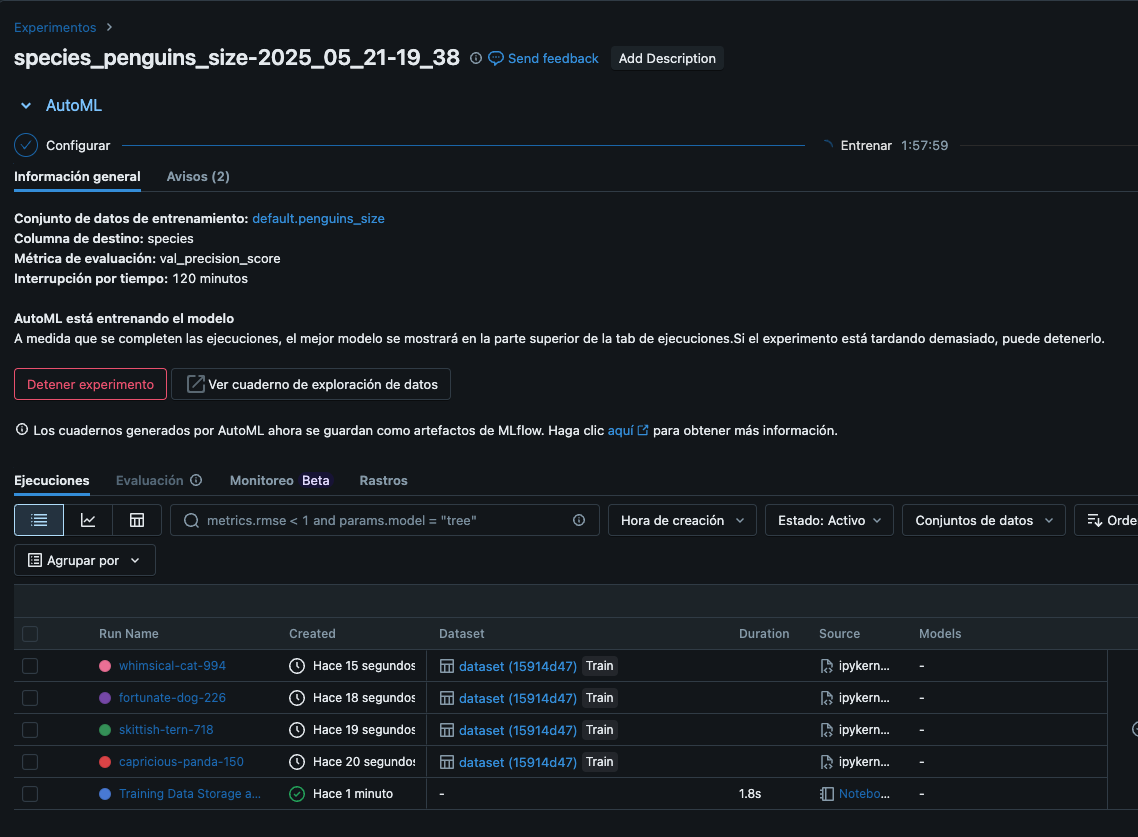 Experimentos
species_penguins_size-2025_05_21-19_38 Send feedback Add Description
AutoML
Configurar Entrenar 1:57:59
Información general Avisos (2)
Conjunto de datos de entrenamiento: default.penguins_size
Columna de destino: species
Métrica de evaluación: val_precision_score
Interrupción por tiempo: 120 minutos
AutoML está entrenando el modelo
A medida que se completen las ejecuciones, el mejor modelo se mostrará en la parte superior de la tab de ejecuciones.Si el experimento está tardando demasiado, puede detenerlo.
Detener experimento Ver cuaderno de exploración de datos
Los cuadernos generados por AutoML ahora se guardan como artefactos de MLflow. Haga clic aquí para obtener más información.
Ejecuciones Evaluación Monitoreo Beta Rastros
metrics.rmse < 1 and params.model = "tree" Hora de creación Estado: Activo Conjuntos de datos Orde
Agrupar por
Run Name Created Dataset Duration Source Models
whimsical-cat-994 Hace 15 segundos dataset (15914d47) Train ipykern... -
fortunate-dog-226 Hace 18 segundos dataset (15914d47) Train ipykern... -
skittish-tern-718 Hace 19 segundos dataset (15914d47) Train ipykern... -
capricious-panda-150 Hace 20 segundos dataset (15914d47) Train ipykern... -
Training Data Storage a... Hace 1 minuto - 1.8s Notebo... -